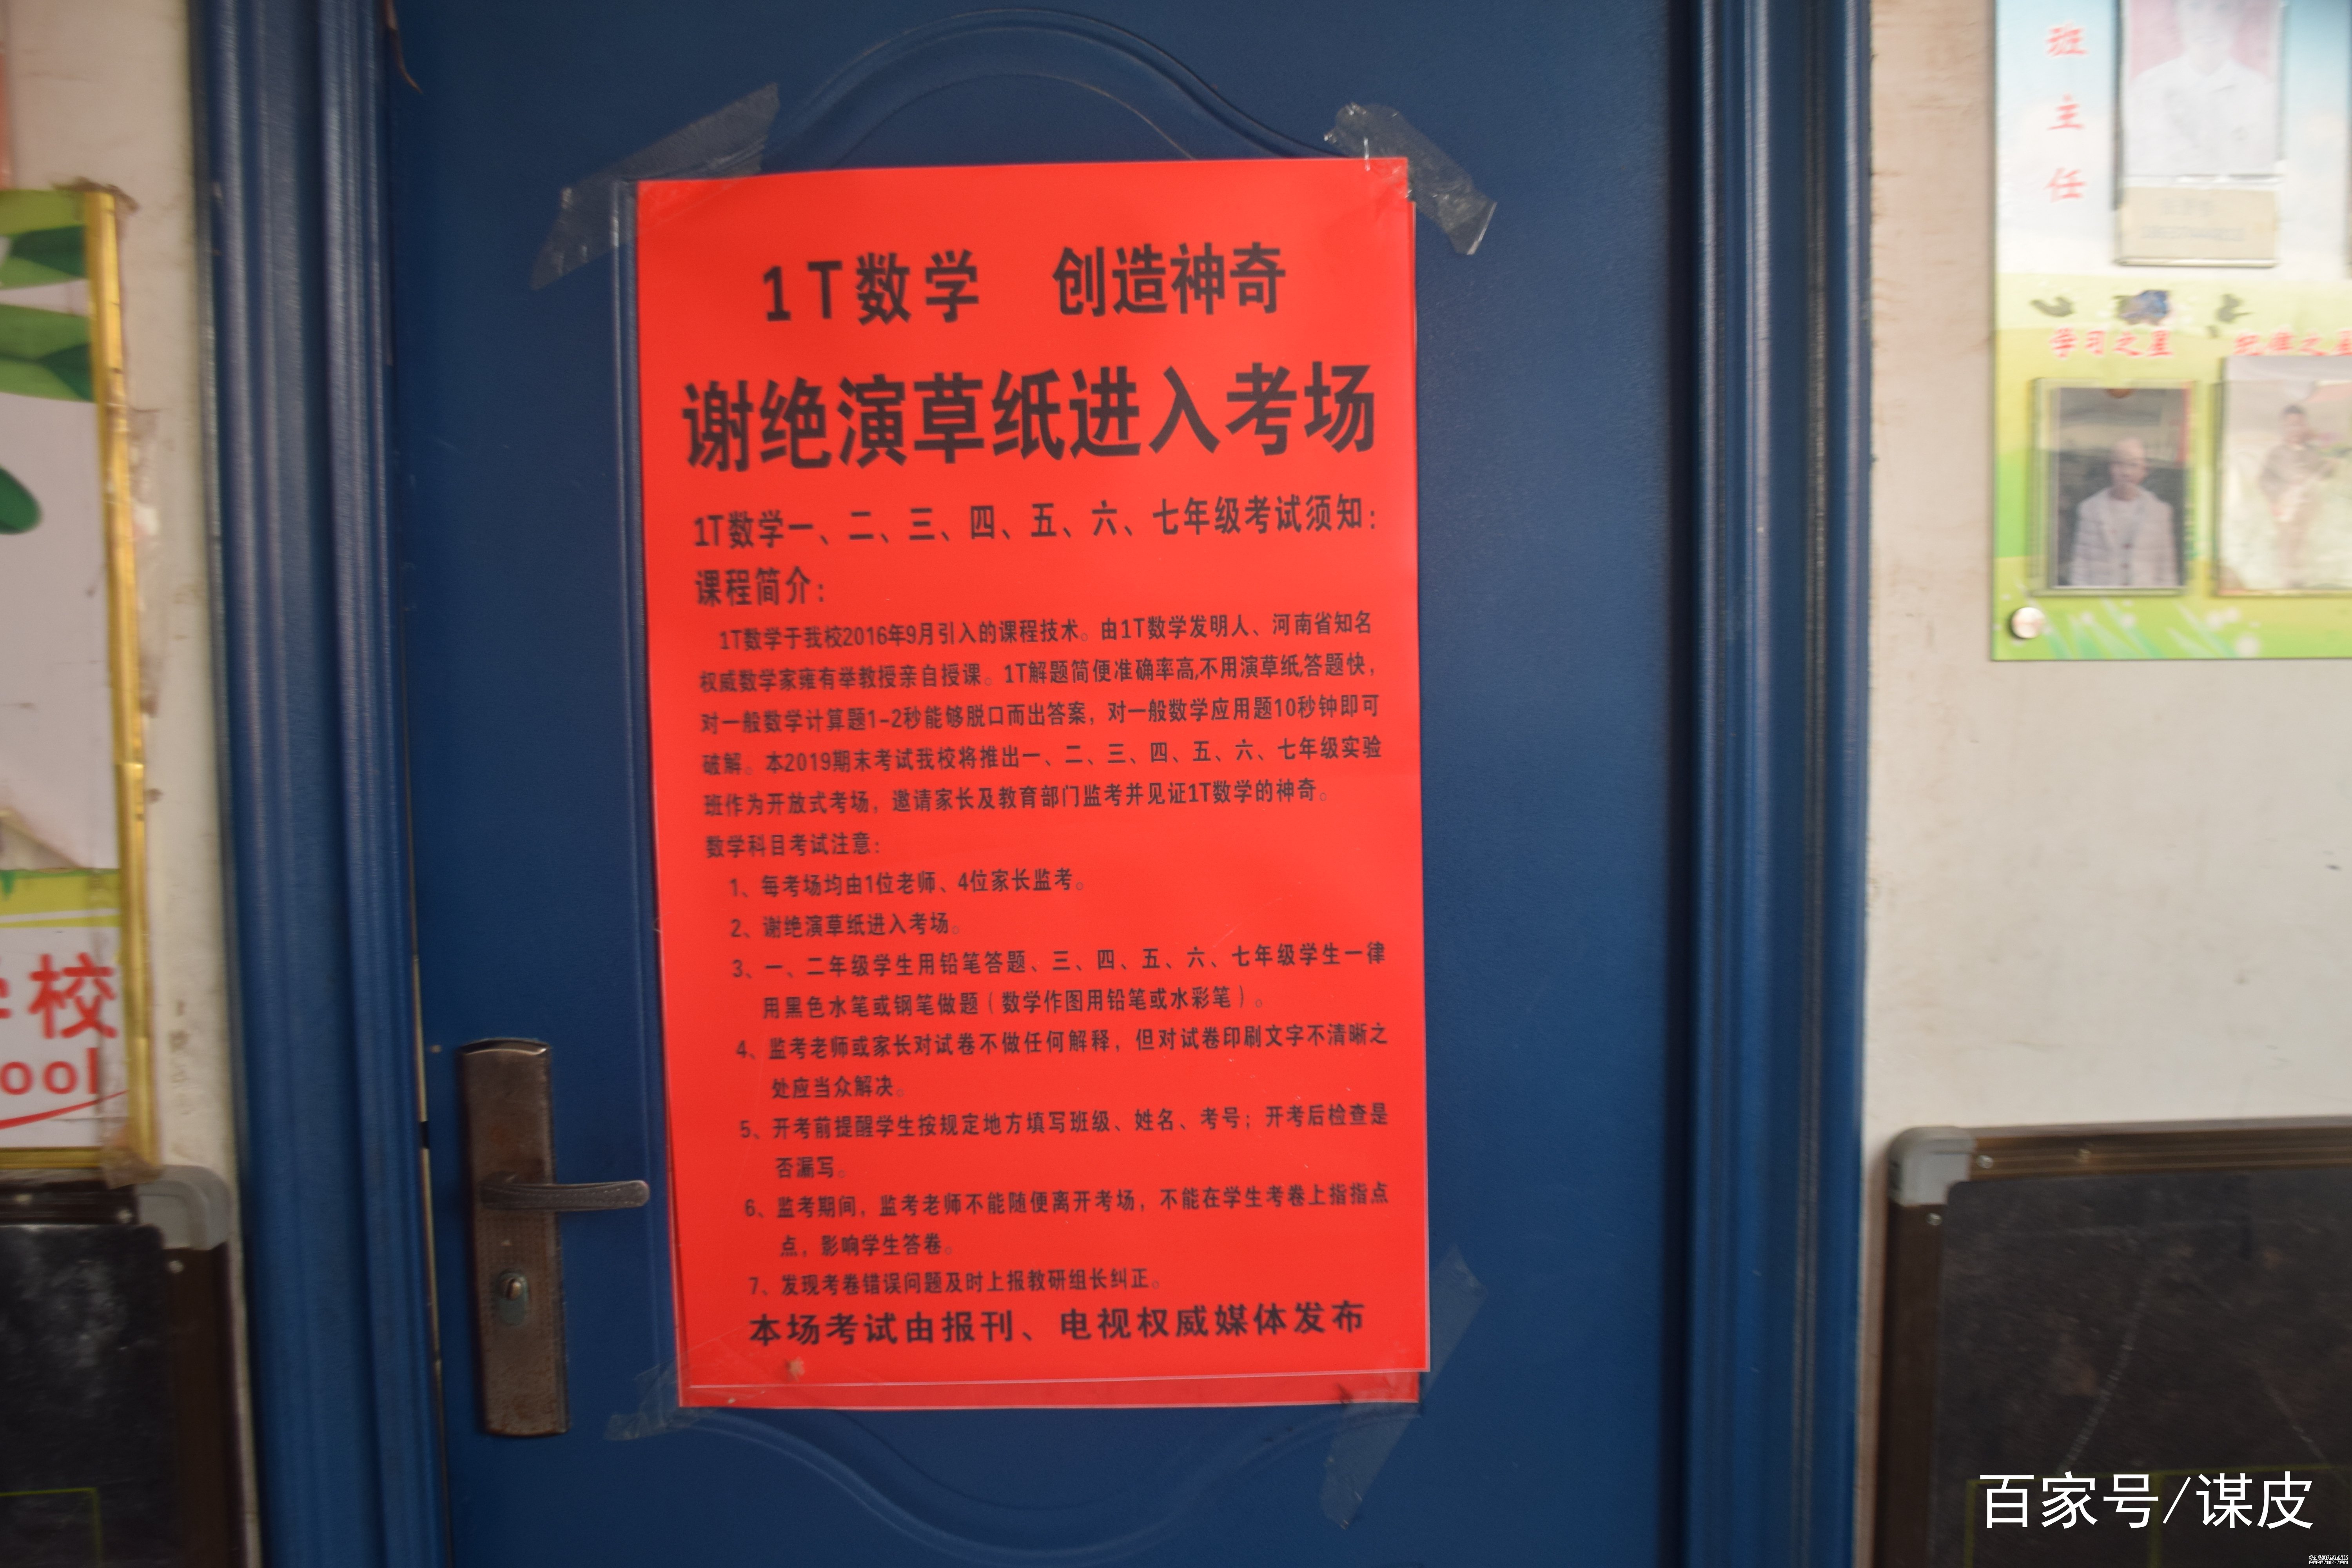 1T数学 创造神奇
谢绝演草纸进入考场
1T数学一、二、三、四、五、六、七年级考试须知：
课程简介：
1T数学于我校2016年9月引入的课程技术。由1T数学发明人、河南省知名
权威数学家雍有举教授亲自授课。1T解题简便准确率高,不用演草纸,答题快，
对一般数学计算题1-2秒能够脱口而出答案，对一般数学应用题10秒钟即可
破解。本2019期末考试我校将推出一、二、三、四、五、六、七年级实验
班作为开放式考场，邀请家长及教育部门监考并见证1T数学的神奇。
数学科目考试注意：
1、每考场均由1位老师、4位家长监考。
2、谢绝演草纸进入考场。
3、一、二年级学生用铅笔答题、三、四、五、六、七年级学生一律
用黑色水笔或钢笔做题（数学作图用铅笔或水彩笔）。
4、监考老师或家长对试卷不做任何解释，但对试卷印刷文字不清晰之
处应当众解决。
5、开考前提醒学生按规定地方填写班级、姓名、考号；开考后检查是
否漏写。
6、监考期间，监考老师不能随便离开考场，不能在学生考卷上指指点
点，影响学生答卷。
7、发现考卷错误问题及时上报教研组长纠正。
本场考试由报刊、电视权威媒体发布
校
ool
班主任
学习之星
纪律之星
百家号/谋皮